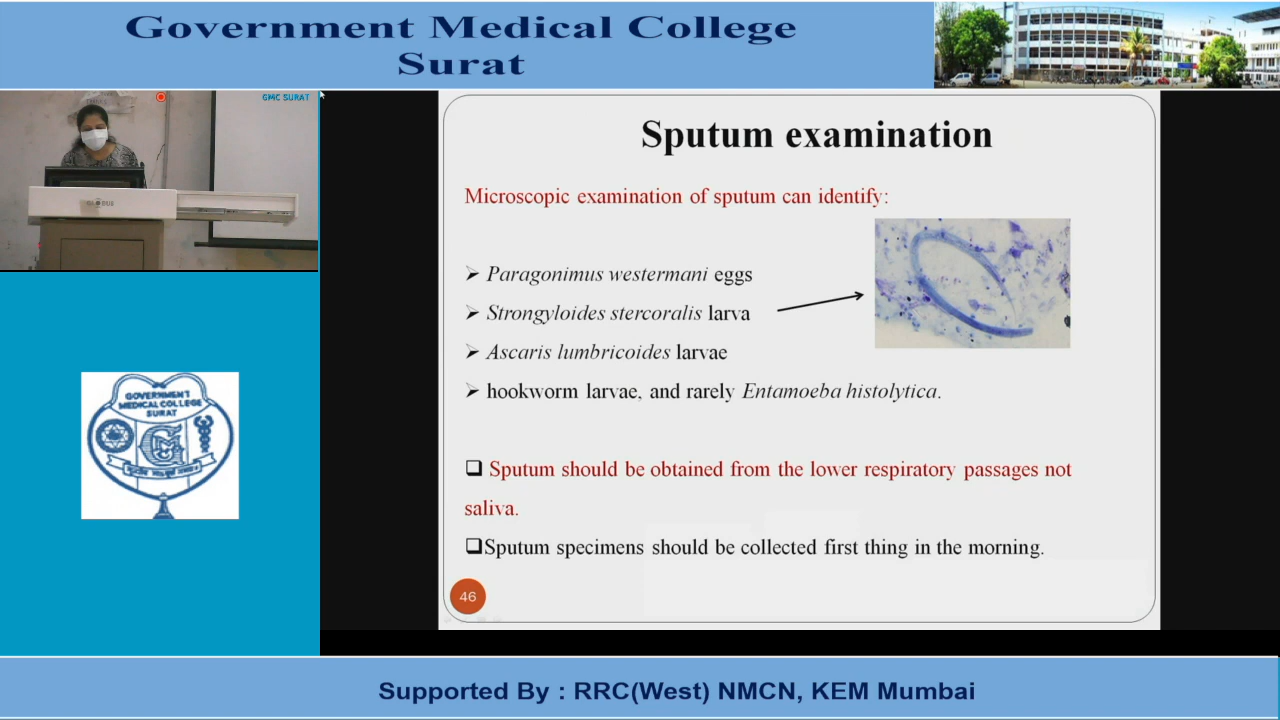 Government Medical College
Surat
GMC SURAT
Sputum examination
Microscopic examination of sputum can identify:
➢ Paragonimus westermani eggs
➢ Strongyloides stercoralis larva
➢ Ascaris lumbricoides larvae
➢ hookworm larvae, and rarely Entamoeba histolytica.
❑ Sputum should be obtained from the lower respiratory passages not
saliva.
❑Sputum specimens should be collected first thing in the morning.
46
GOVERNMENT
MEDICAL COLLEGE
SURAT
Supported By : RRC(West) NMCN, KEM Mumbai